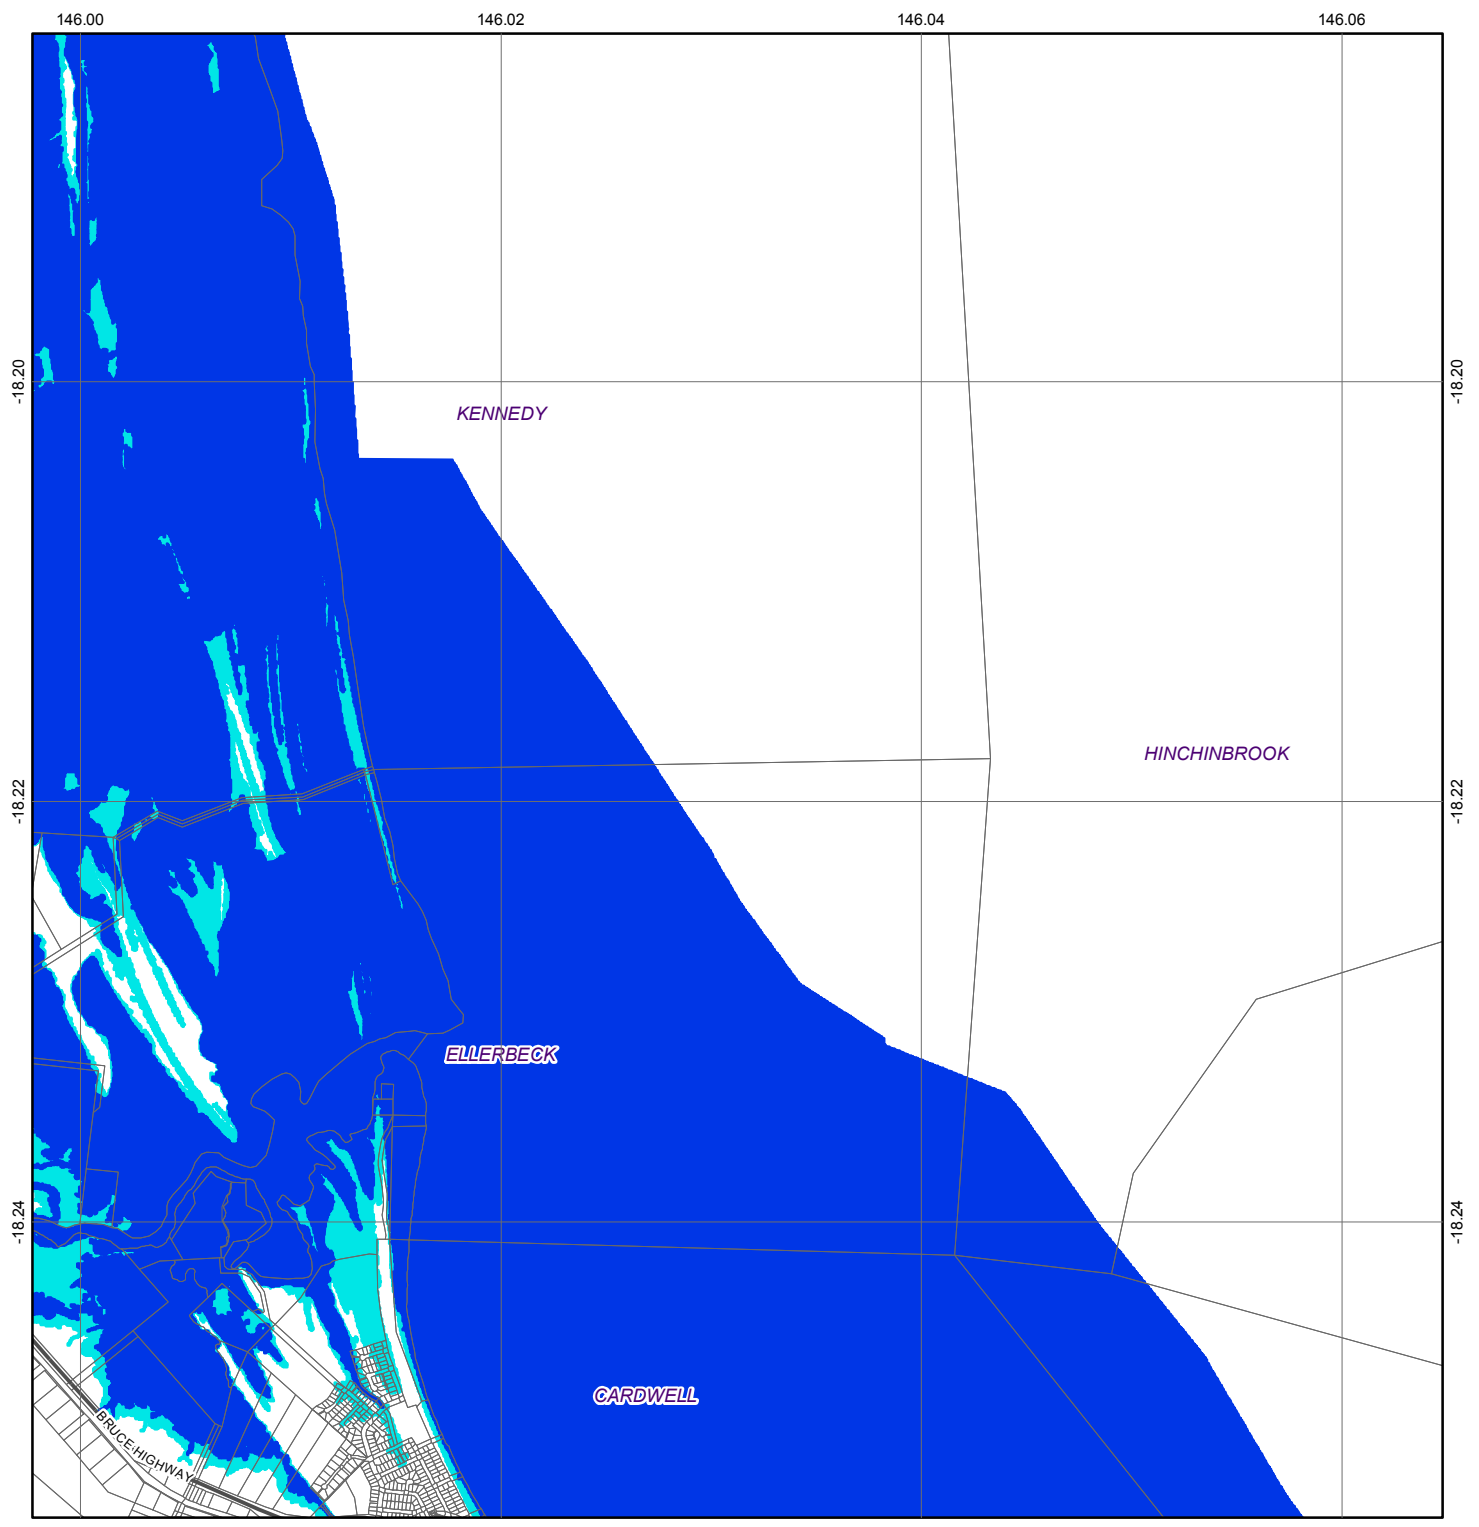 146.00 146.02 146.04 146.06
-18.20 -18.20
KENNEDY
HINCHINBROOK
-18.22 -18.22
ELLERBECK
-18.24 -18.24
CARDWELL
BRUCE HIGHWAY